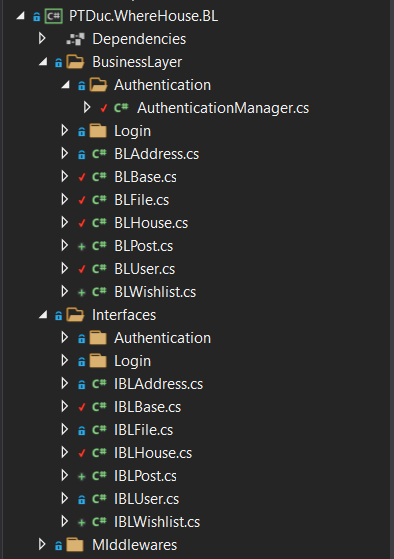 C# PTDuc.WhereHouse.BL
Dependencies
BusinessLayer
Authentication
C# AuthenticationManager.cs
Login
C# BLAddress.cs
C# BLBase.cs
C# BLFile.cs
C# BLHouse.cs
C# BLPost.cs
C# BLUser.cs
C# BLWishlist.cs
Interfaces
Authentication
Login
C# IBLAddress.cs
C# IBLBase.cs
C# IBLFile.cs
C# IBLHouse.cs
C# IBLPost.cs
C# IBLUser.cs
C# IBLWishlist.cs
MIddlewares